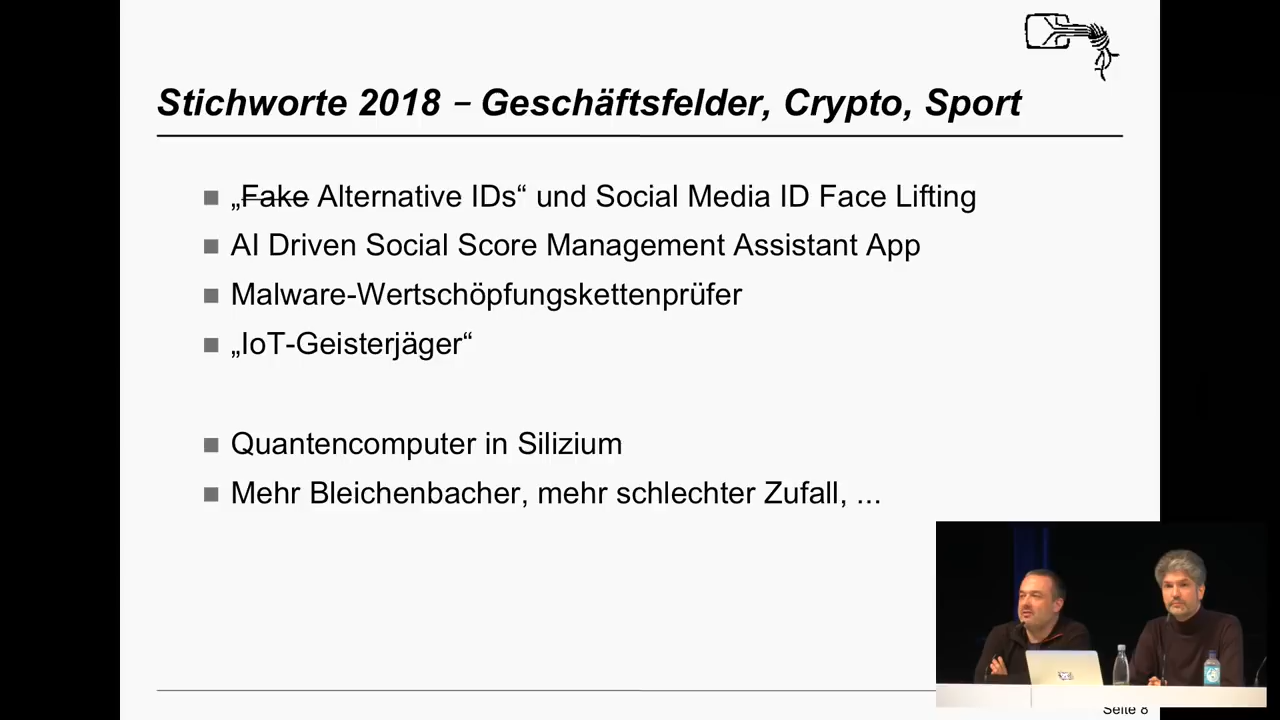 Stichworte 2018 – Geschäftsfelder, Crypto, Sport
„Fake Alternative IDs“ und Social Media ID Face Lifting
AI Driven Social Score Management Assistant App
Malware-Wertschöpfungskettenprüfer
„IoT-Geisterjäger“
Quantencomputer in Silizium
Mehr Bleichenbacher, mehr schlechter Zufall, ...
Seite 8